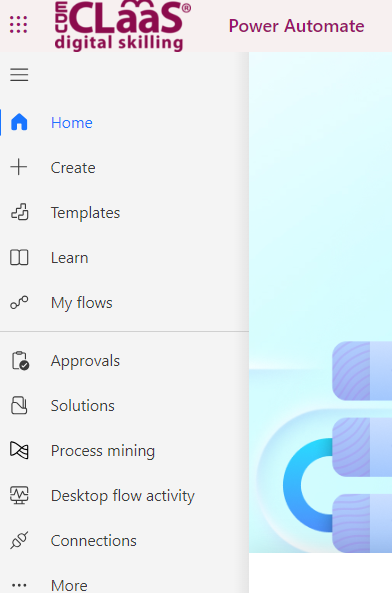 EDU CLaaS®
digital skilling
Power Automate
Home
Create
Templates
Learn
My flows
Approvals
Solutions
Process mining
Desktop flow activity
Connections
More